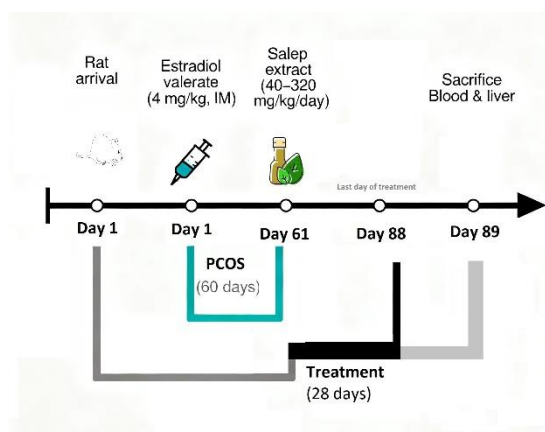 Rat
arrival
Estradiol
valerate
(4 mg/kg, IM)
Salep
extract
(40–320
mg/kg/day)
Sacrifice
Blood & liver
Last day of treatment
Day 1
Day 1
Day 61
Day 88
Day 89
PCOS
(60 days)
Treatment
(28 days)